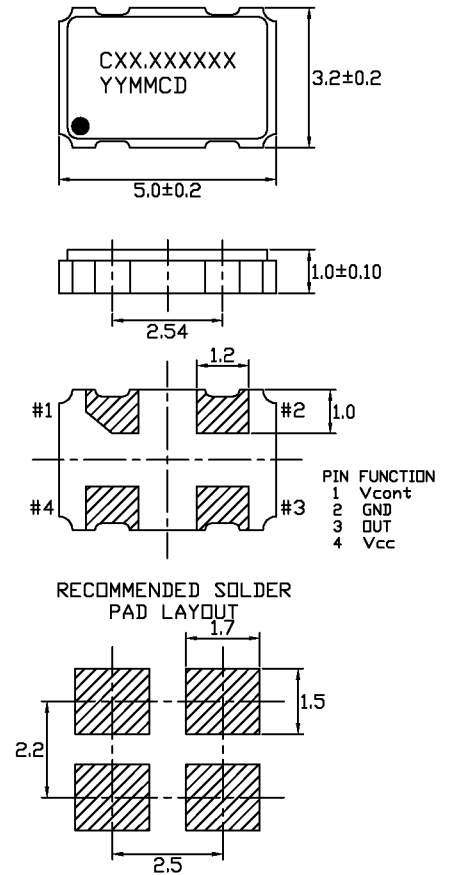 CXX.XXXXXX
YYMMCD
3.2±0.2
5.0±0.2
1.0±0.10
2.54
1.2
#1
#2
1.0
#4
#3
PIN FUNCTION
1 Vcont
2 GND
3 OUT
4 Vcc
RECOMMENDED SOLDER
PAD LAYOUT
1.7
1.5
2.2
2.5